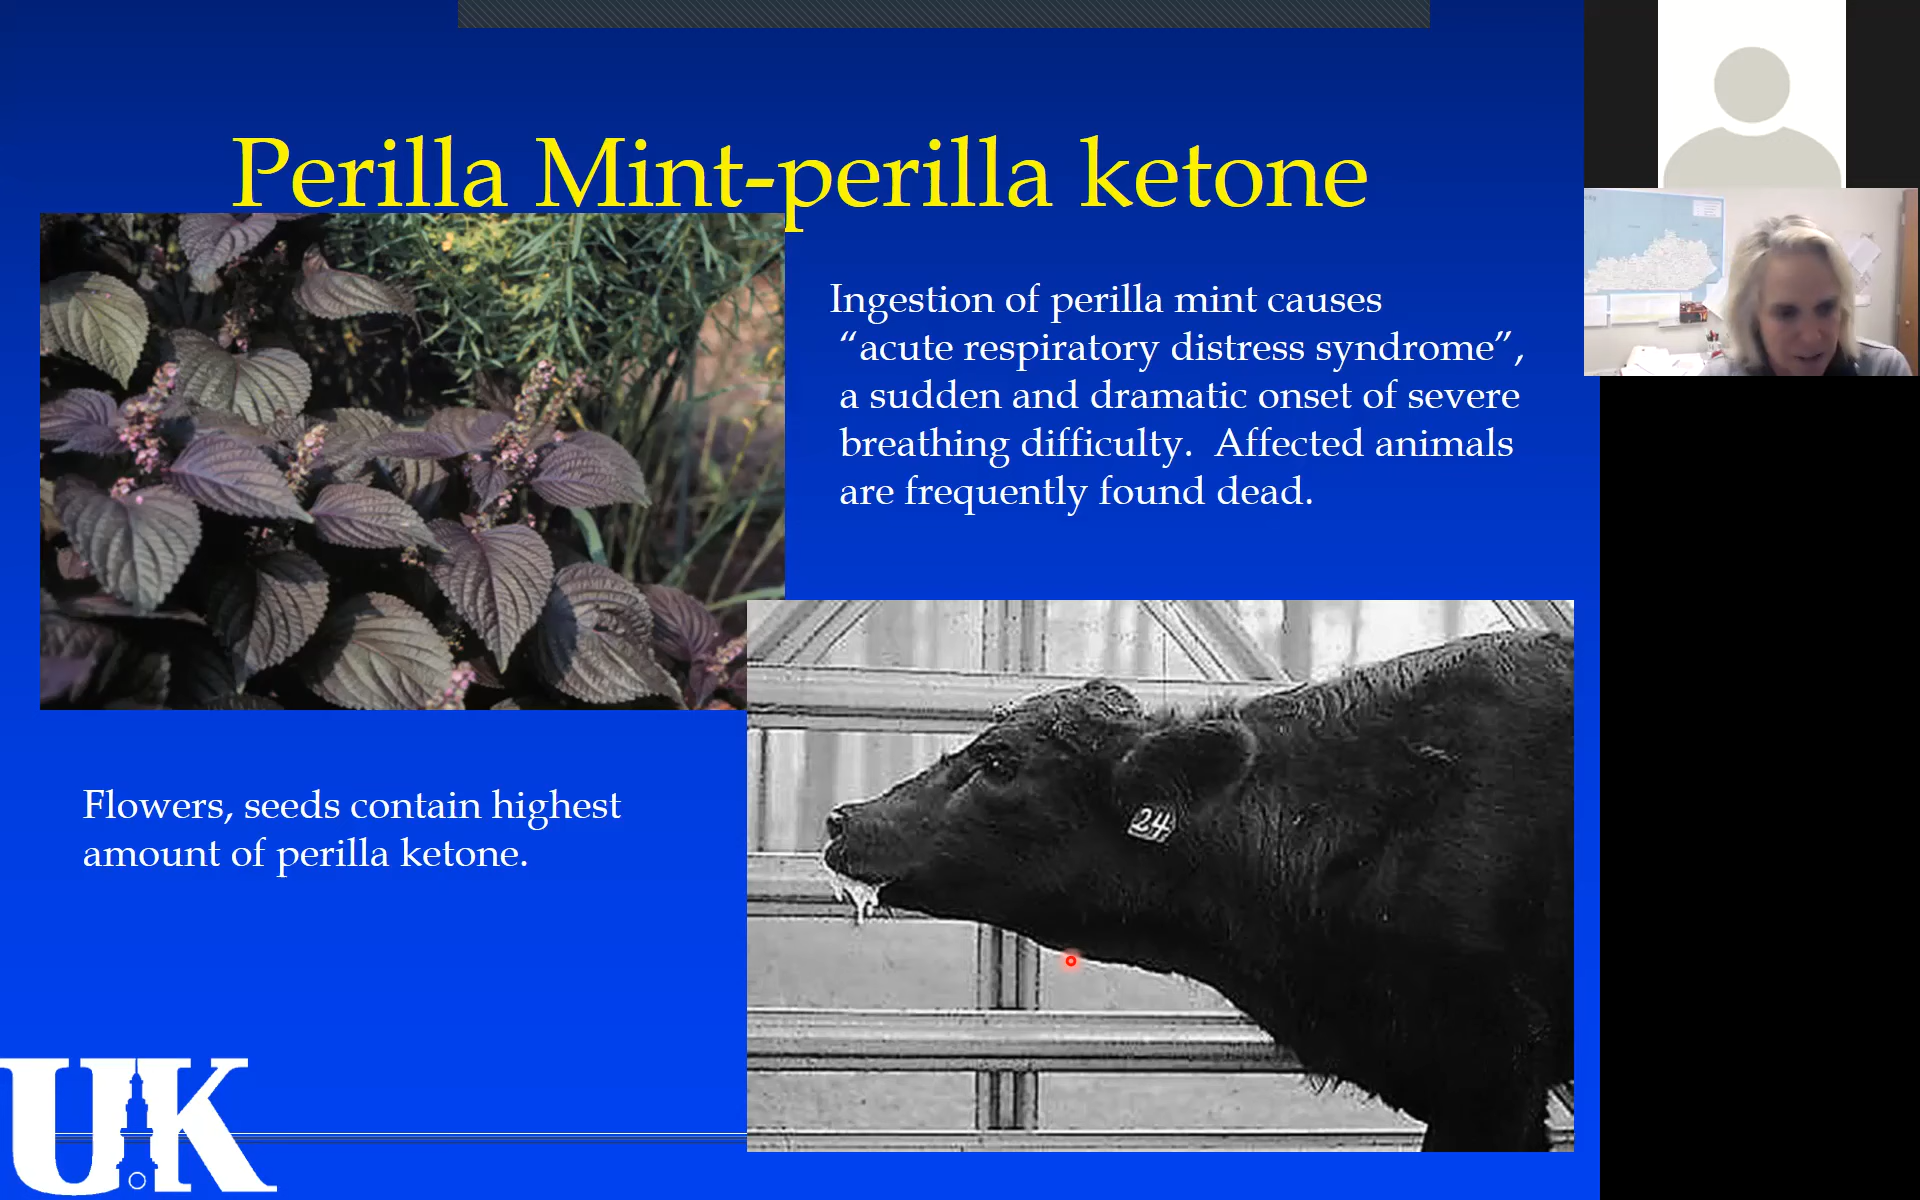 Perilla Mint-perilla ketone
Ingestion of perilla mint causes
“acute respiratory distress syndrome”,
a sudden and dramatic onset of severe
breathing difficulty. Affected animals
are frequently found dead.
24
Flowers, seeds contain highest
amount of perilla ketone.
UK